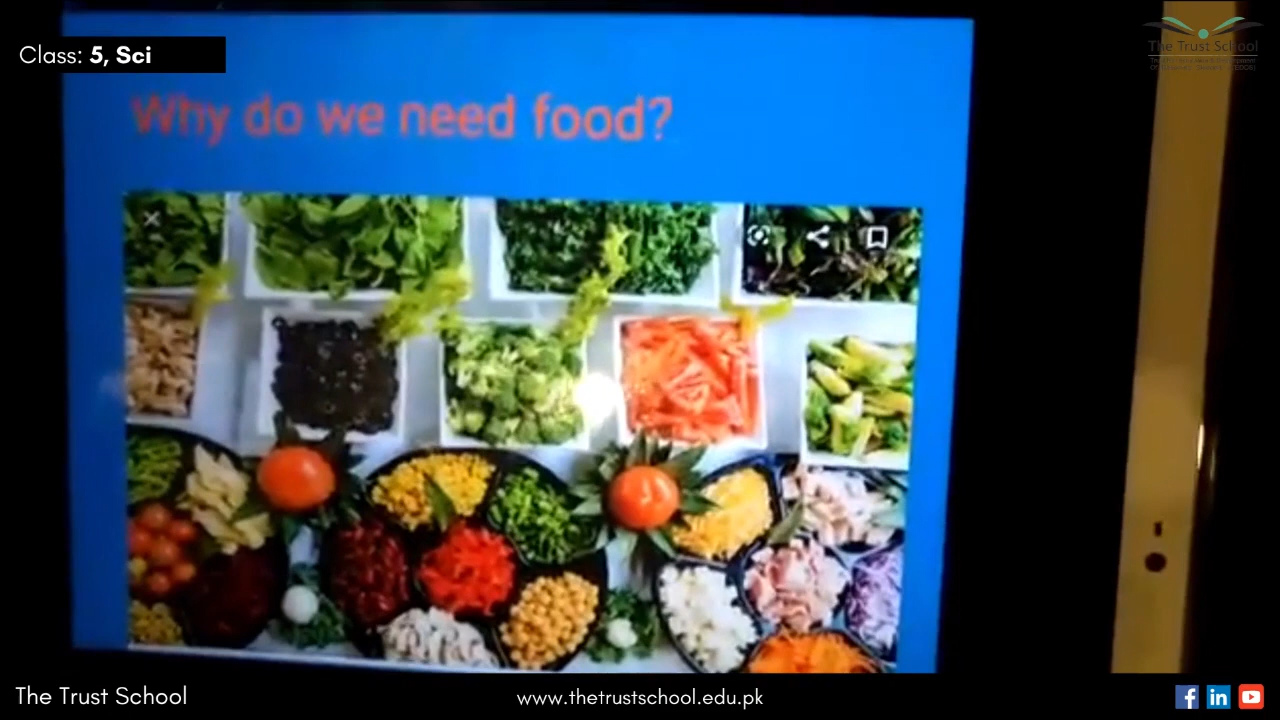 Class: 5, Sci
The Trust School
Why do we need food?
The Trust School
www.thetrustschool.edu.pk